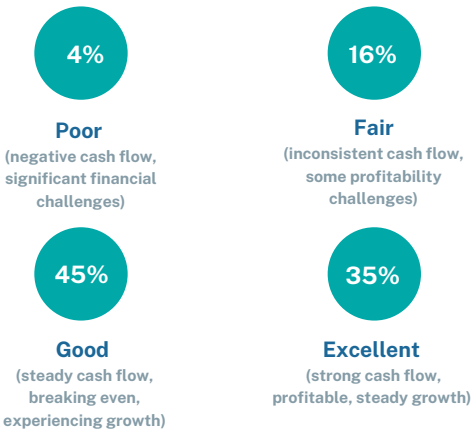 4%
Poor
(negative cash flow,
significant financial
challenges)
16%
Fair
(inconsistent cash flow,
some profitability
challenges)
45%
Good
(steady cash flow,
breaking even,
experiencing growth)
35%
Excellent
(strong cash flow,
profitable, steady growth)